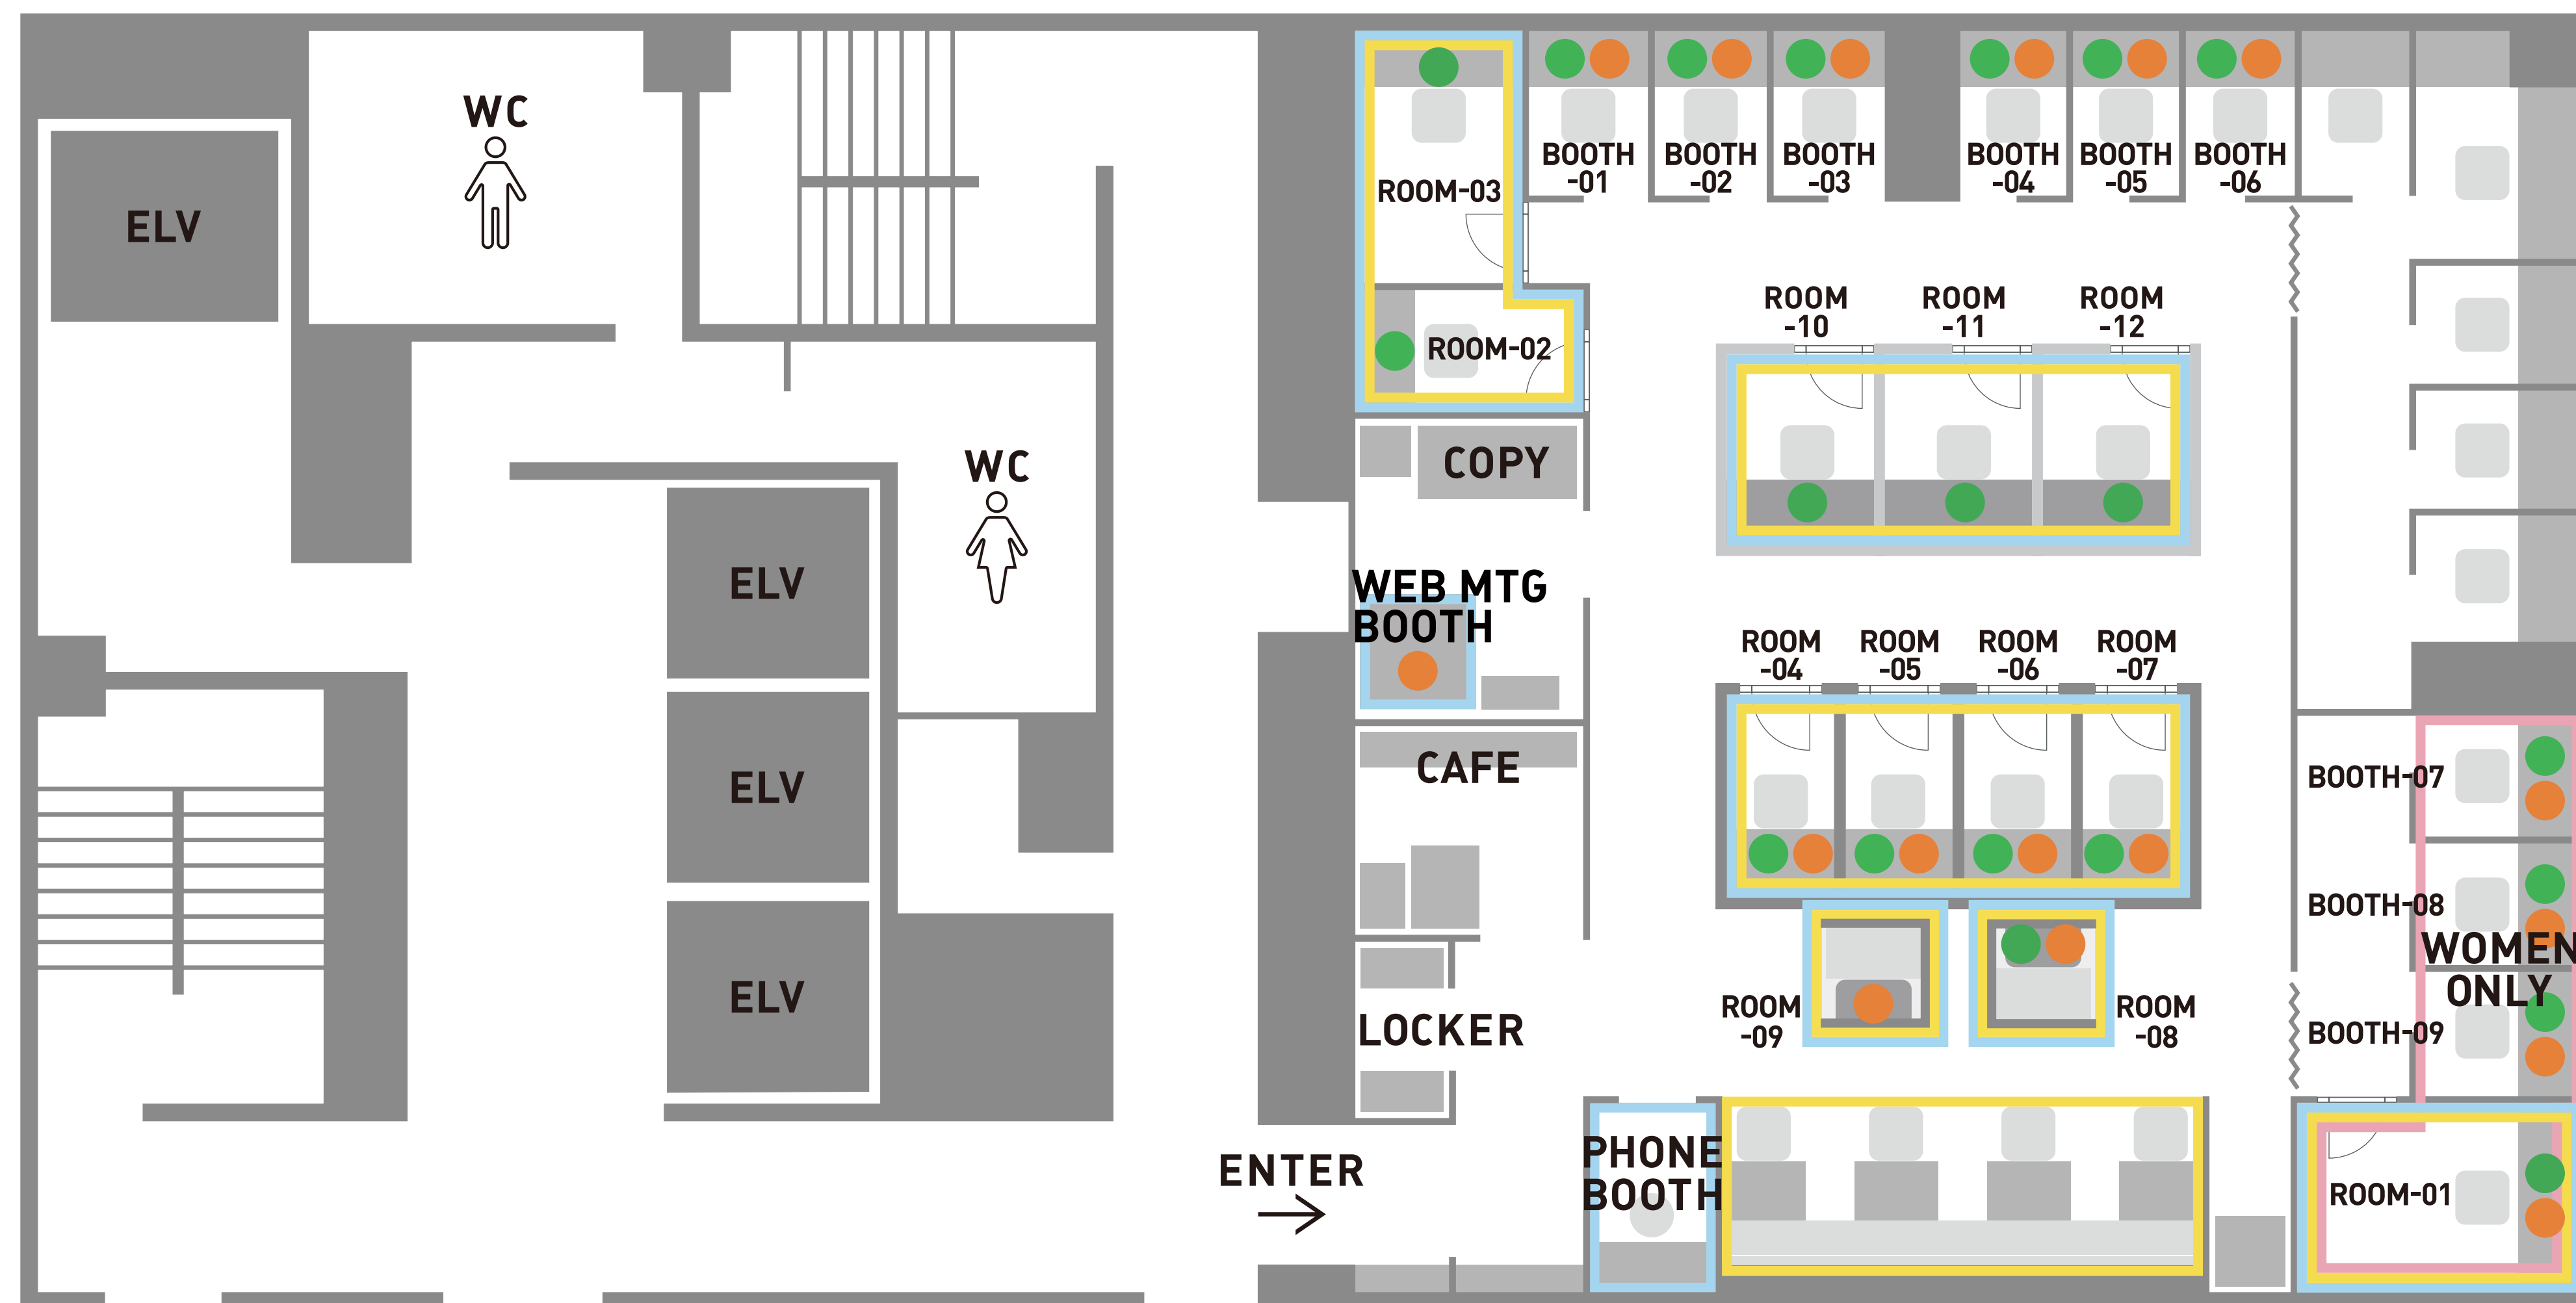 WC
ELV
ROOM-03
BOOTH
-01
BOOTH
-02
BOOTH
-03
BOOTH
-04
BOOTH
-05
BOOTH
-06
ROOM
-10
ROOM
-11
ROOM
-12
ROOM-02
WC
COPY
ELV
WEB MTG
BOOTH
ROOM
-04
ROOM
-05
ROOM
-06
ROOM
-07
ELV
CAFE
BOOTH-07
BOOTH-08
WOMEN
ONLY
ELV
LOCKER
ROOM
-09
ROOM
-08
BOOTH-09
ENTER
PHONE
BOOTH
ROOM-01